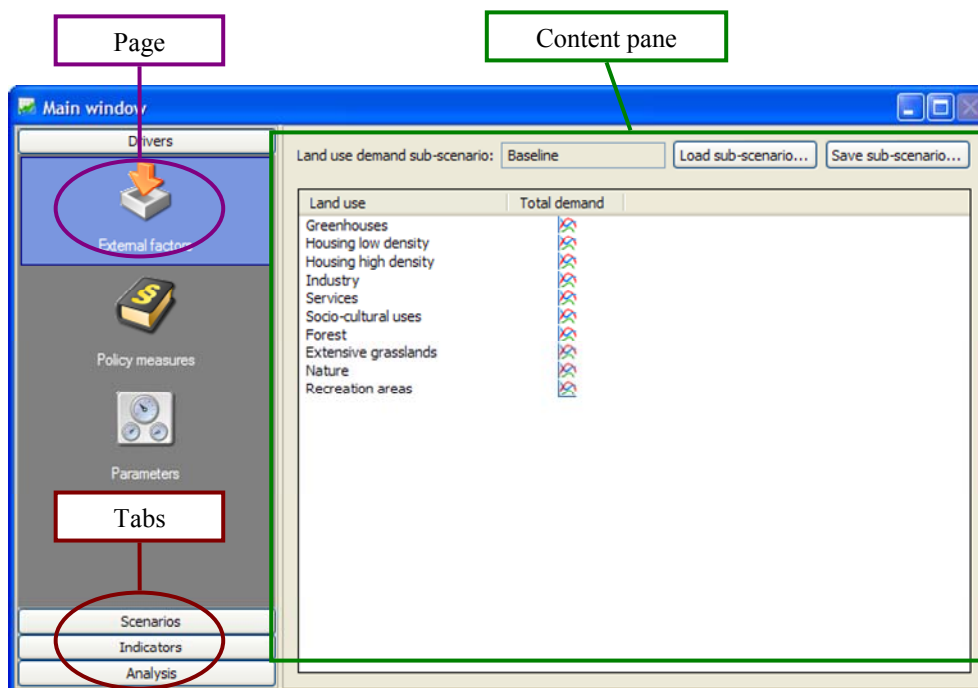 Page
Content pane
Main window
Drivers
Land use demand sub-scenario: Baseline Load sub-scenario... Save sub-scenario...
Land use Total demand
External factors
Greenhouses
Housing low density
Housing high density
Industry
Services
Socio-cultural uses
Forest
Extensive grasslands
Nature
Recreation areas
Policy measures
Parameters
Tabs
Scenarios
Indicators
Analysis